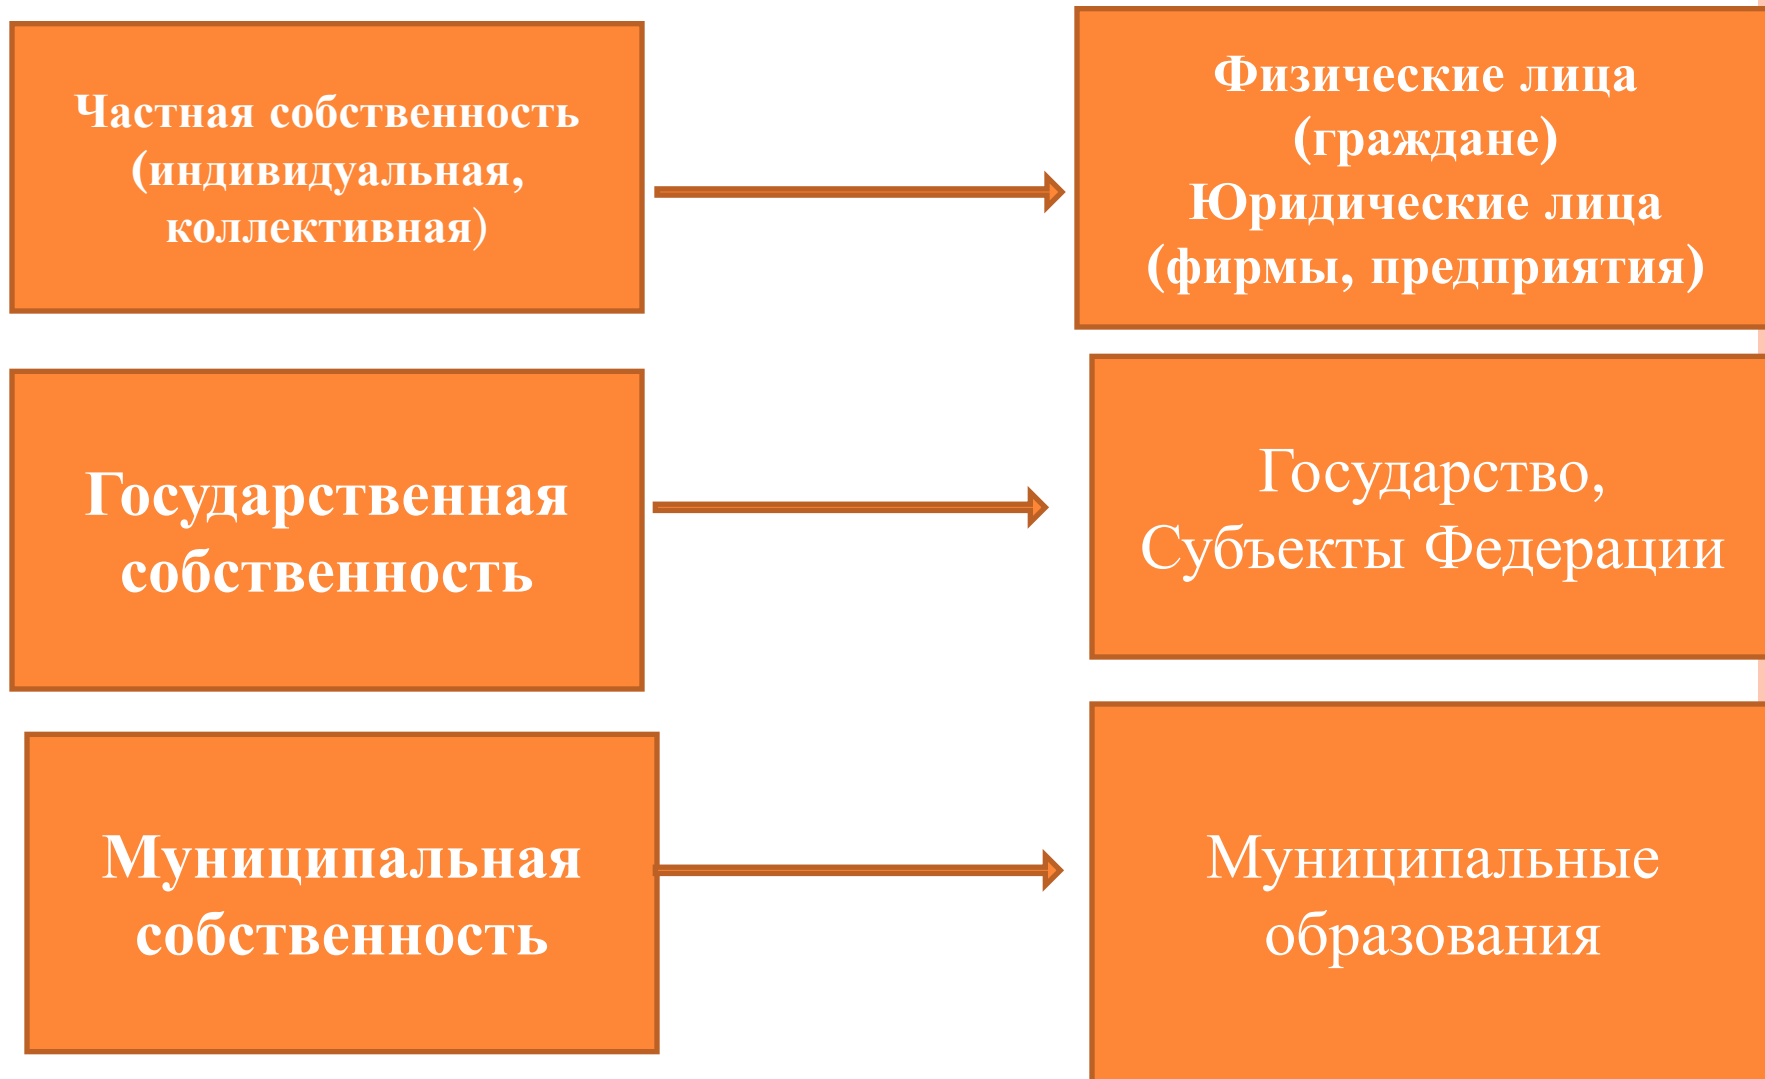 Частная собственность
(индивидуальная,
коллективная)
Физические лица
(граждане)
Юридические лица
(фирмы, предприятия)
Государственная
собственность
Государство,
Субъекты Федерации
Муниципальная
собственность
Муниципальные
образования